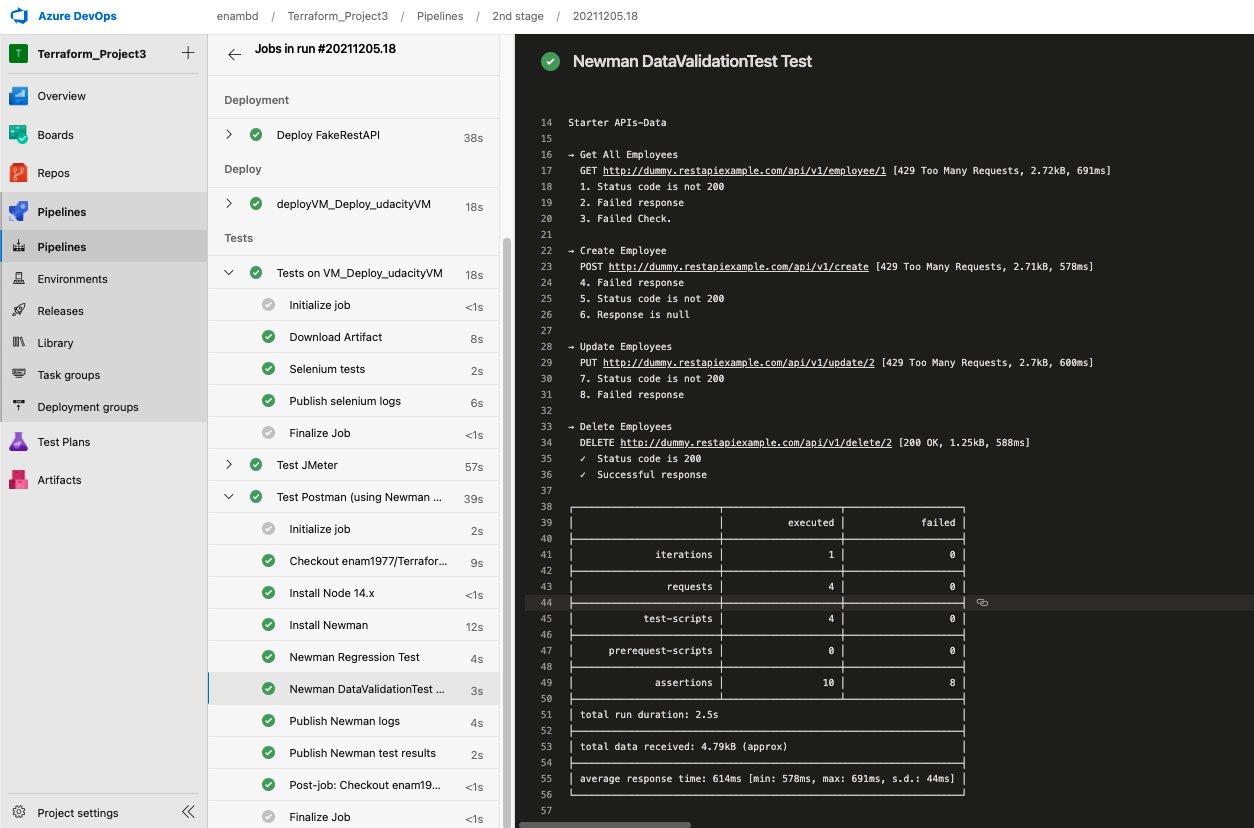 Azure DevOps
enambd / Terraform_Project3 / Pipelines / 2nd stage / 20211205.18
T Terraform_Project3
Overview
Boards
Repos
Pipelines
Pipelines
Environments
Releases
Library
Task groups
Deployment groups
Test Plans
Artifacts
Project settings
Jobs in run #20211205.18
Deployment
Deploy FakeRestAPI 38s
Deploy
deployVM_Deploy_udacityVM 18s
Tests
Tests on VM_Deploy_udacityVM 18s
Initialize job <1s
Download Artifact 8s
Selenium tests 2s
Publish selenium logs 6s
Finalize Job <1s
Test JMeter 57s
Test Postman (using Newman ... 39s
Initialize job 2s
Checkout enam1977/Terrafor... 9s
Install Node 14.x <1s
Install Newman 12s
Newman Regression Test 4s
Newman DataValidationTest ... 3s
Publish Newman logs 4s
Publish Newman test results 2s
Post-job: Checkout enam19... <1s
Finalize Job <1s
Newman DataValidationTest Test
14 Starter APIs-Data
15
16 → Get All Employees
17 GET http://dummy.restapiexample.com/api/v1/employee/1 [429 Too Many Requests, 2.72kB, 691ms]
18 1. Status code is not 200
19 2. Failed response
20 3. Failed Check.
21
22 → Create Employee
23 POST http://dummy.restapiexample.com/api/v1/create [429 Too Many Requests, 2.71kB, 578ms]
24 4. Failed response
25 5. Status code is not 200
26 6. Response is null
27
28 → Update Employees
29 PUT http://dummy.restapiexample.com/api/v1/update/2 [429 Too Many Requests, 2.7kB, 600ms]
30 7. Status code is not 200
31 8. Failed response
32
33 → Delete Employees
34 DELETE http://dummy.restapiexample.com/api/v1/delete/2 [200 OK, 1.25kB, 588ms]
35 ✓ Status code is 200
36 ✓ Successful response
37
38
39 executed failed
40
41 iterations 1 0
42
43 requests 4 0
44
45 test-scripts 4 0
46
47 prerequest-scripts 0 0
48
49 assertions 10 8
50
51 total run duration: 2.5s
52
53 total data received: 4.79kB (approx)
54
55 average response time: 614ms [min: 578ms, max: 691ms, s.d.: 44ms]
56
57